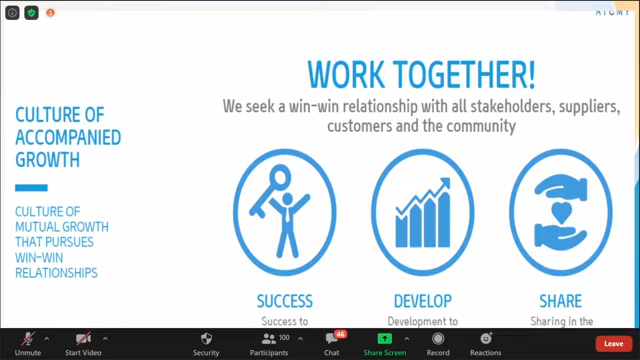 ATOMY
WORK TOGETHER!
We seek a win-win relationship with all stakeholders, suppliers,
customers and the community
CULTURE OF
ACCOMPANIED
GROWTH
CULTURE OF
MUTUAL GROWTH
THAT PURSUES
WIN-WIN
RELATIONSHIPS
SUCCESS
DEVELOP
SHARE
Success to
Development to
Sharing in the
Unmute
Start Video
Security
Participants
100
Chat
46
Share Screen
Record
Reactions
Leave